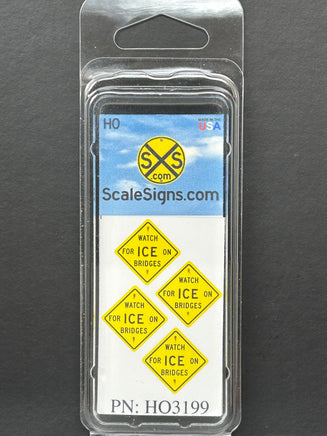 HO
MADE IN THE
USA
S S
.com
ScaleSigns.com
WATCH
FOR ICE ON
BRIDGES
WATCH
FOR ICE ON
BRIDGES
WATCH
FOR ICE ON
BRIDGES
WATCH
FOR ICE ON
BRIDGES
PN: HO3199